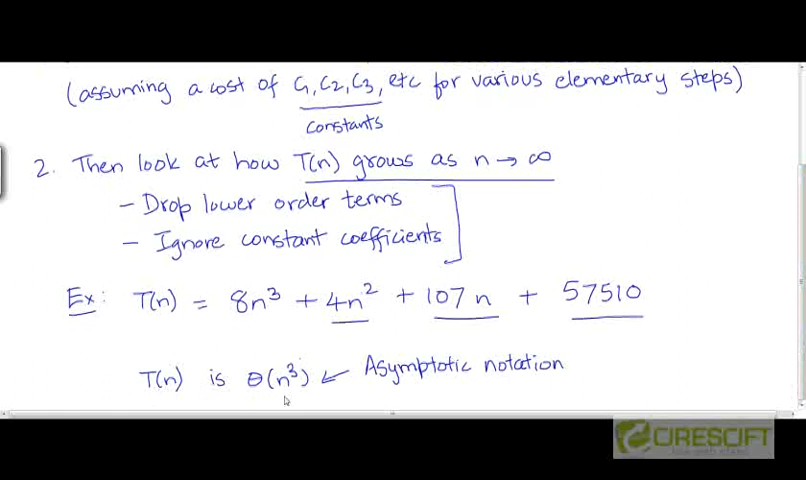 (assuming a cost of C1, C2, C3, etc for various elementary steps)
constants
2. Then look at how T(n) grows as n → ∞
- Drop lower order terms
- Ignore constant coefficients
Ex: T(n) = 8n³ + 4n² + 107n + 57510
T(n) is Θ(n³) ← Asymptotic notation
CIRESCIFT